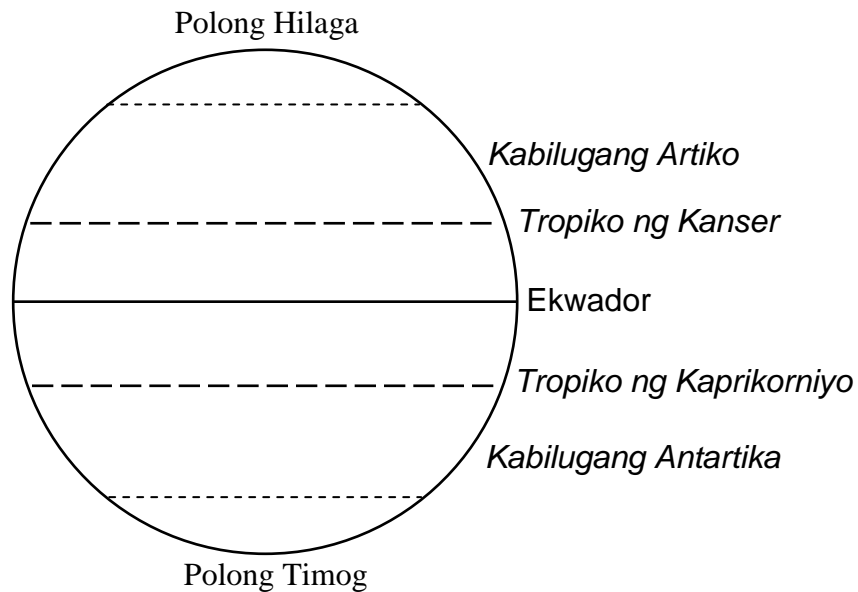 Polong Hilaga
Kabilugang Artiko
Tropiko ng Kanser
Ekwador
Tropiko ng Kaprikorniyo
Kabilugang Antartika
Polong Timog